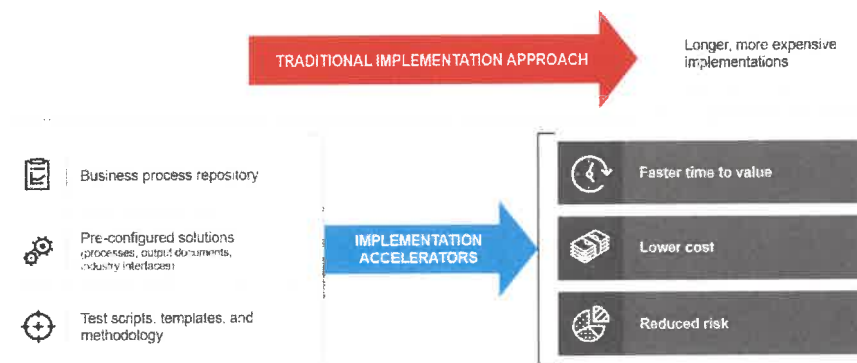 TRADITIONAL IMPLEMENTATION APPROACH
Longer, more expensive
implementations
Business process repository
Pre-configured solutions
(processes, output documents,
industry interfaces)
Test scripts, templates, and
methodology
IMPLEMENTATION
ACCELERATORS
Faster time to value
Lower cost
Reduced risk